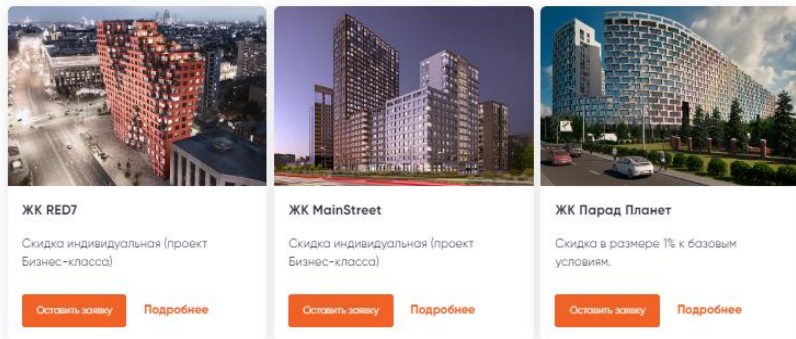 ЖК RED7
Скидка индивидуальная (проект
Бизнес-класса)
Оставить заявку Подробнее
ЖК MainStreet
Скидка индивидуальная (проект
Бизнес-класса)
Оставить заявку Подробнее
ЖК Парад Планет
Скидка в размере 1% к базовым
условиям.
Оставить заявку Подробнее